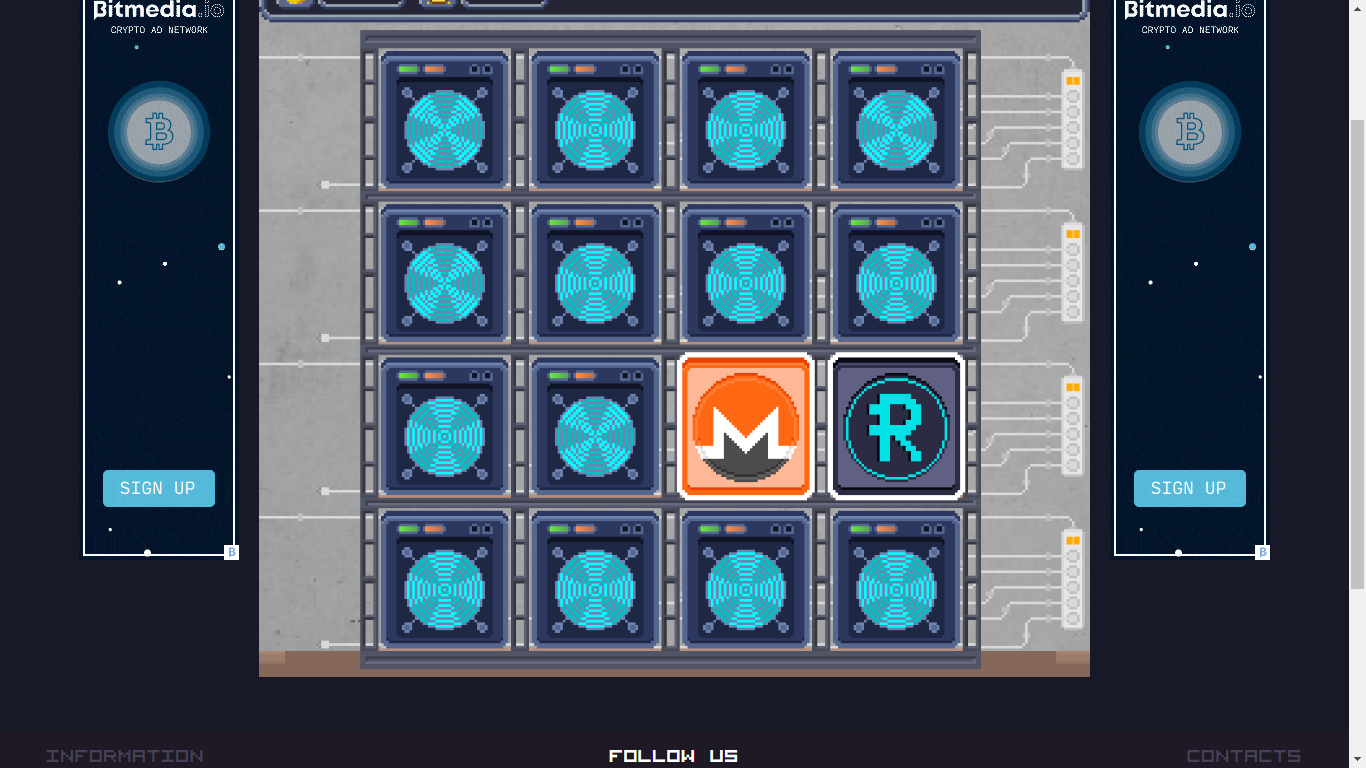 Bitmedia.io
CRYPTO AD NETWORK
SIGN UP
Bitmedia.io
CRYPTO AD NETWORK
SIGN UP
INFORMATION
FOLLOW US
CONTACTS